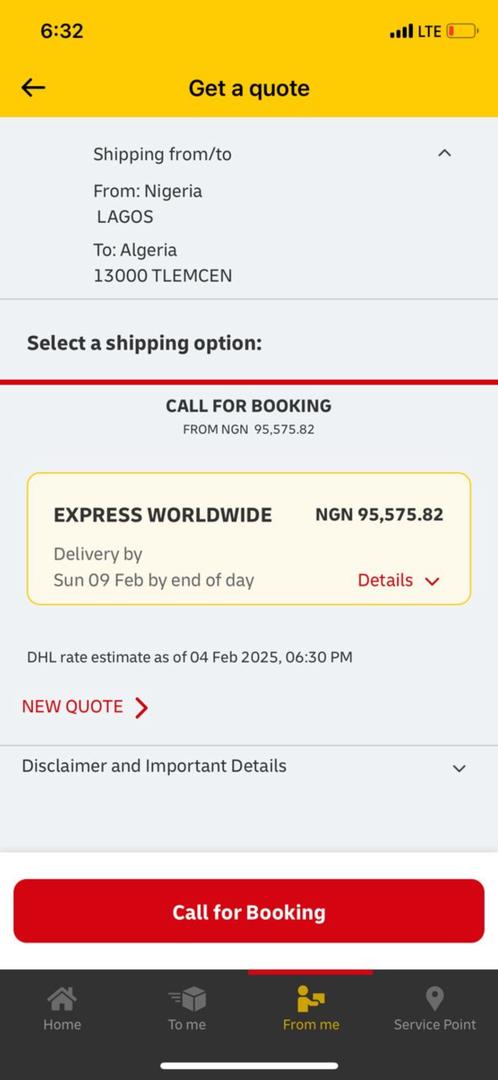 6:32
LTE
Get a quote
Shipping from/to
From: Nigeria
LAGOS
To: Algeria
13000 TLEMCEN
Select a shipping option:
CALL FOR BOOKING
FROM NGN 95,575.82
EXPRESS WORLDWIDE NGN 95,575.82
Delivery by
Sun 09 Feb by end of day Details
DHL rate estimate as of 04 Feb 2025, 06:30 PM
NEW QUOTE
Disclaimer and Important Details
Call for Booking
Home To me From me Service Point